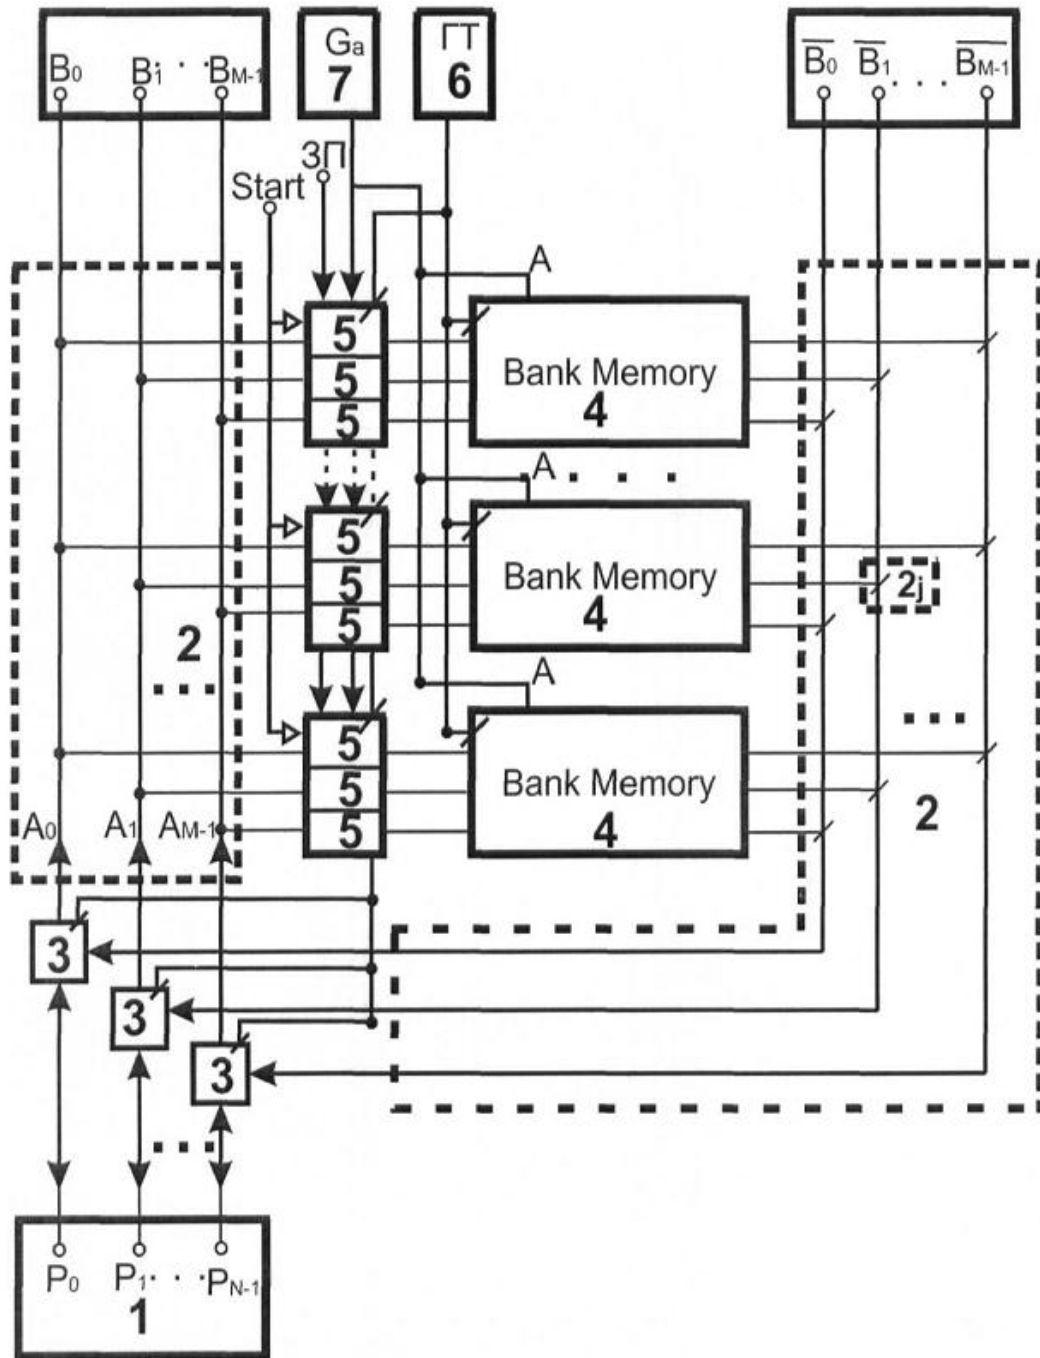 B0 B1 . . . BM-1
Ga
7
ГТ
6
B0 B1 . . . BM-1
ЗП
Start
A
5
5
5
Bank Memory
4
A . . .
5
5
5
Bank Memory
4
2j
2
. . .
A
5
5
5
Bank Memory
4
. . .
2
A0 A1 AM-1
3
3
3
. . .
P0 P1 . . . PN-1
1